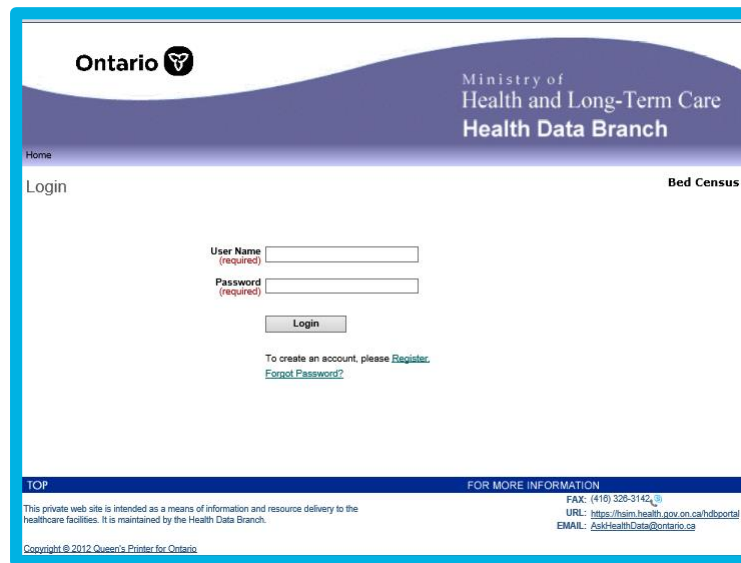 Ontario
Ministry of
Health and Long-Term Care
Health Data Branch
Home
Login
Bed Census
User Name
(required)
Password
(required)
Login
To create an account, please Register.
Forgot Password?
TOP
FOR MORE INFORMATION
FAX: (416) 326-3142
This private web site is intended as a means of information and resource delivery to the
healthcare facilities. It is maintained by the Health Data Branch.
URL: https://hsim.health.gov.on.ca/hdbportal
EMAIL: AskHealthData@ontario.ca
Copyright © 2012 Queen's Printer for Ontario